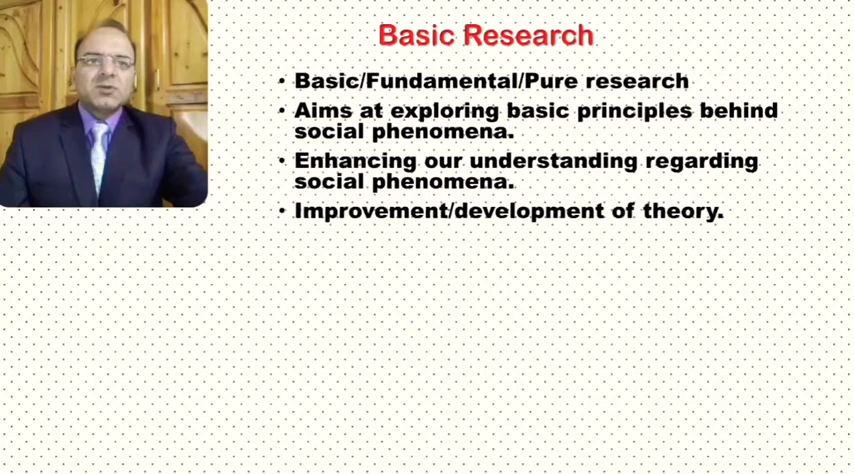 Basic Research
• Basic/Fundamental/Pure research
• Aims at exploring basic principles behind
social phenomena.
• Enhancing our understanding regarding
social phenomena.
• Improvement/development of theory.